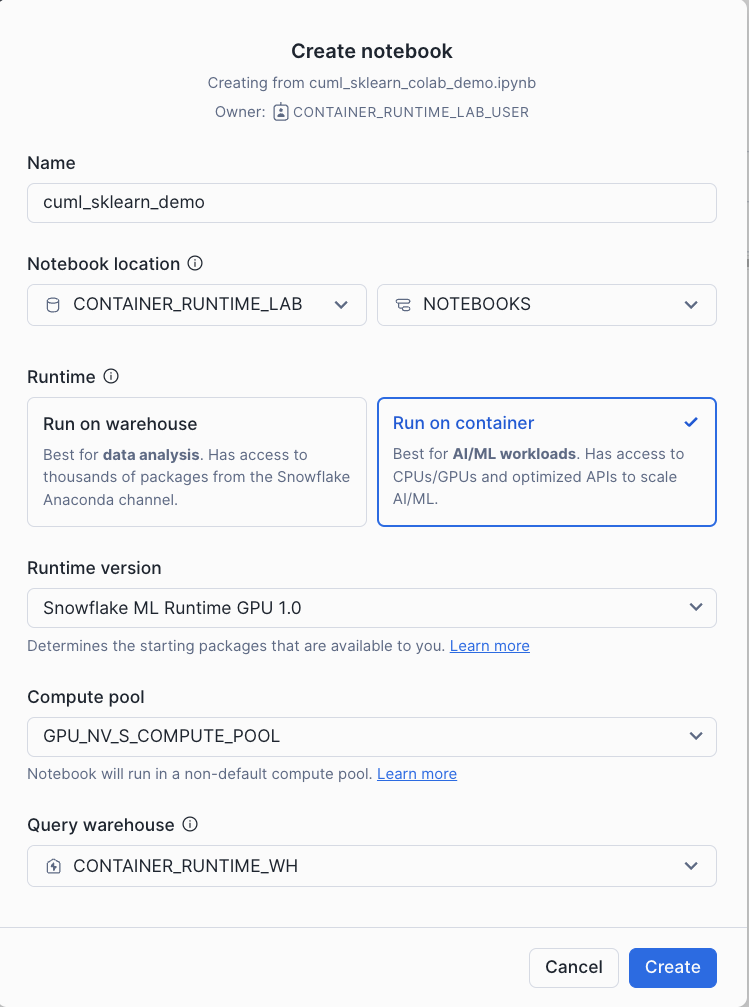 Create notebook
Creating from cuml_sklearn_colab_demo.ipynb
Owner: CONTAINER_RUNTIME_LAB_USER
Name
cuml_sklearn_demo
Notebook location
CONTAINER_RUNTIME_LAB
NOTEBOOKS
Runtime
Run on warehouse
Best for data analysis. Has access to
thousands of packages from the Snowflake
Anaconda channel.
Run on container
Best for AI/ML workloads. Has access to
CPUs/GPUs and optimized APIs to scale
AI/ML.
Runtime version
Snowflake ML Runtime GPU 1.0
Determines the starting packages that are available to you. Learn more
Compute pool
GPU_NV_S_COMPUTE_POOL
Notebook will run in a non-default compute pool. Learn more
Query warehouse
CONTAINER_RUNTIME_WH
Cancel
Create